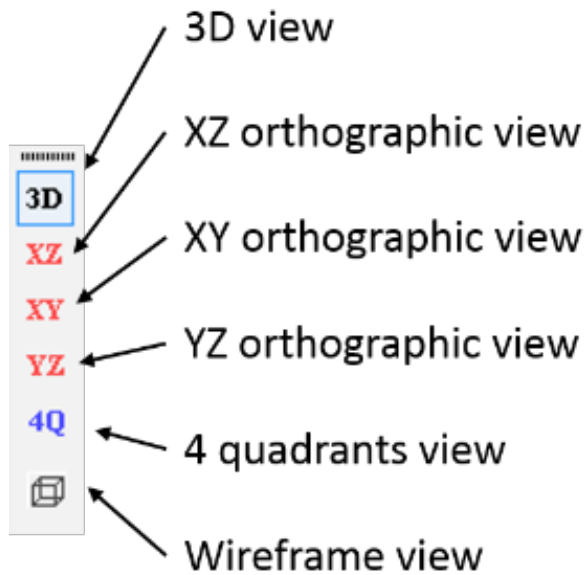 3D view
XZ orthographic view
3D
XZ
XY orthographic view
XY
YZ orthographic view
YZ
4Q
4 quadrants view
Wireframe view